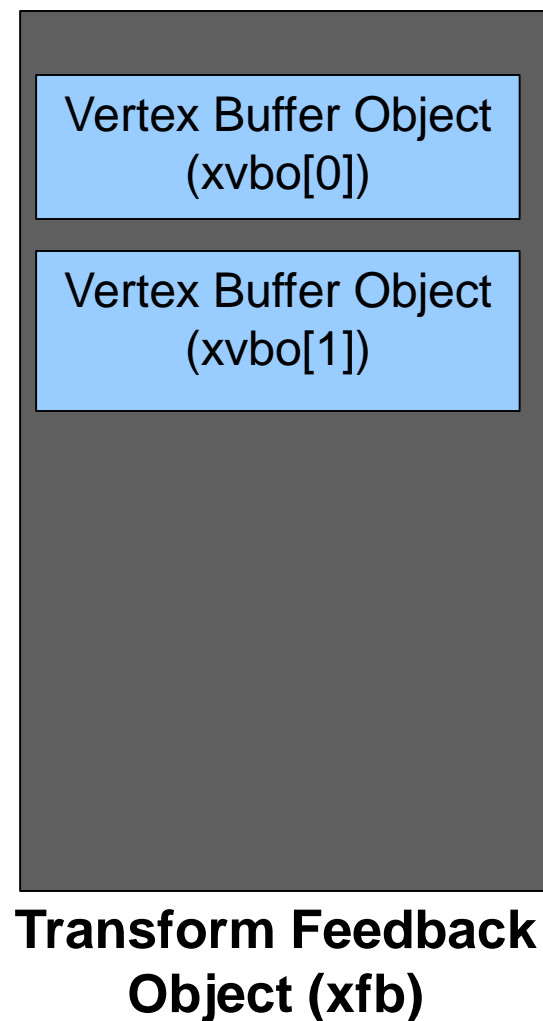 Vertex Buffer Object
(xvbo[0])
Vertex Buffer Object
(xvbo[1])
Transform Feedback
Object (xfb)